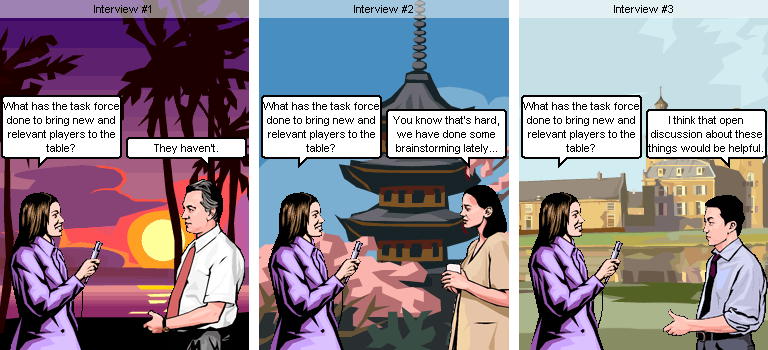 Interview #1
What has the task force
done to bring new and
relevant players to the
table?
They haven't.
Interview #2
What has the task force
done to bring new and
relevant players to the
table?
You know that's hard,
we have done some
brainstorming lately...
Interview #3
What has the task force
done to bring new and
relevant players to the
table?
I think that open
discussion about these
things would be helpful.